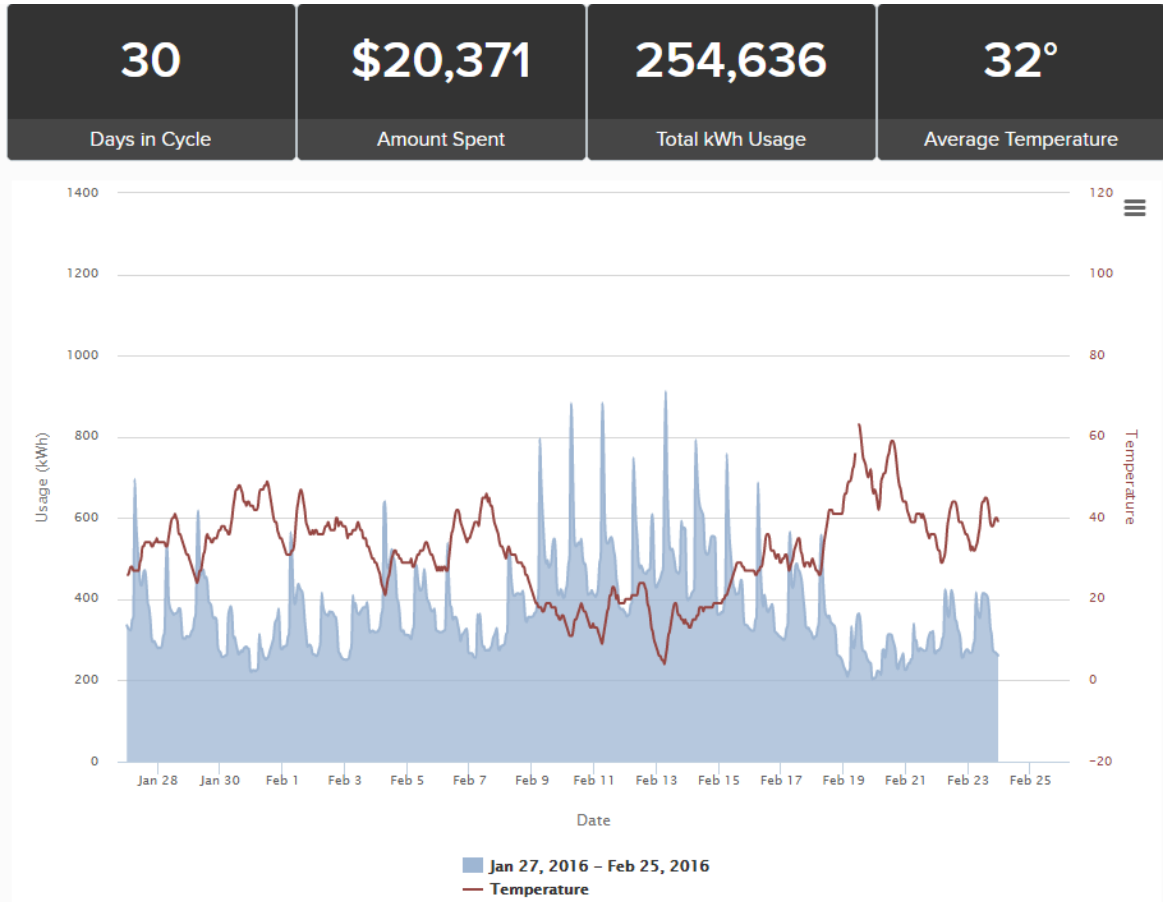 30 $20,371 254,636 32°
Days in Cycle Amount Spent Total kWh Usage Average Temperature
1400 120
1200 100
1000 80
800 60
600 40
400 20
200 0
0 -20
Usage (kWh)
Temperature
Jan 28 Jan 30 Feb 1 Feb 3 Feb 5 Feb 7 Feb 9 Feb 11 Feb 13 Feb 15 Feb 17 Feb 19 Feb 21 Feb 23 Feb 25
Date
Jan 27, 2016 – Feb 25, 2016
Temperature